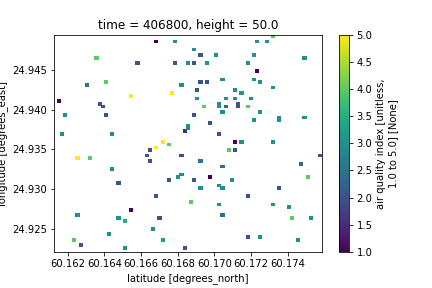 time = 406800, height = 50.0
24.945
24.940
24.935
24.930
24.925
longitude [degrees_east]
60.162 60.164 60.166 60.168 60.170 60.172 60.174
latitude [degrees_north]
5.0
4.5
4.0
3.5
3.0
2.5
2.0
1.5
1.0
air quality index [unitless,
1.0 to 5.0] [None]